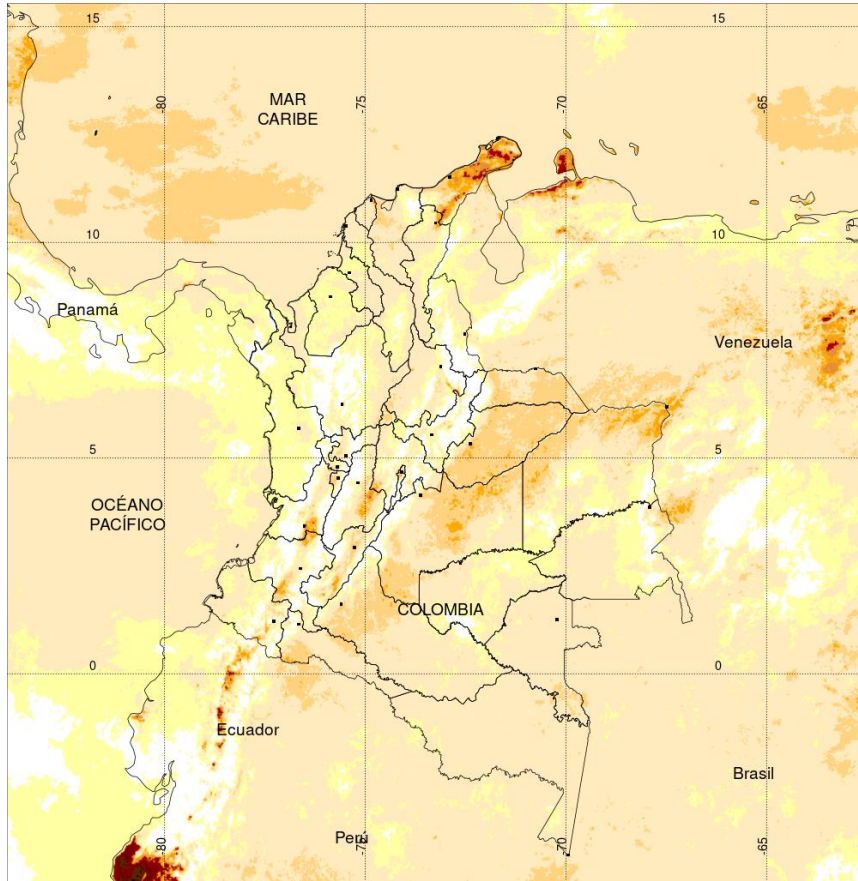 15
15
-80
-75
-70
-65
MAR
CARIBE
10
10
Panamá
Venezuela
5
5
OCÉANO
PACÍFICO
COLOMBIA
0
0
Ecuador
Brasil
Perú
-80
-75
-70
-65